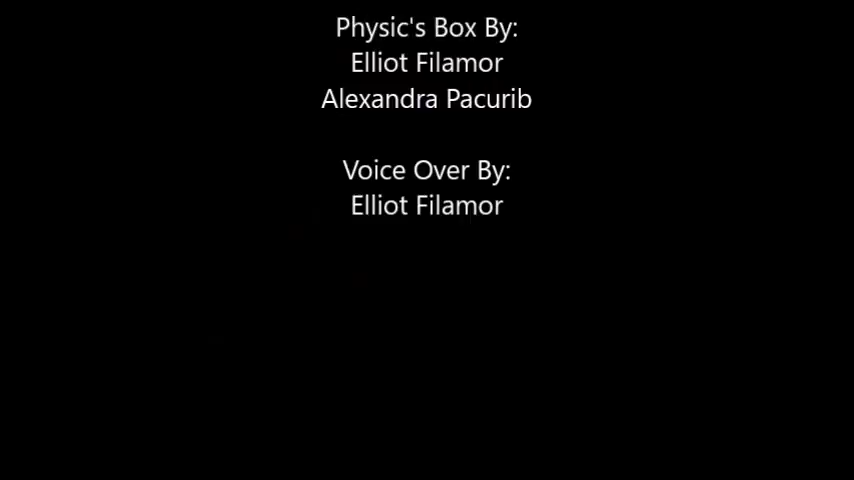 Physic's Box By:
Elliot Filamor
Alexandra Pacurib
Voice Over By:
Elliot Filamor